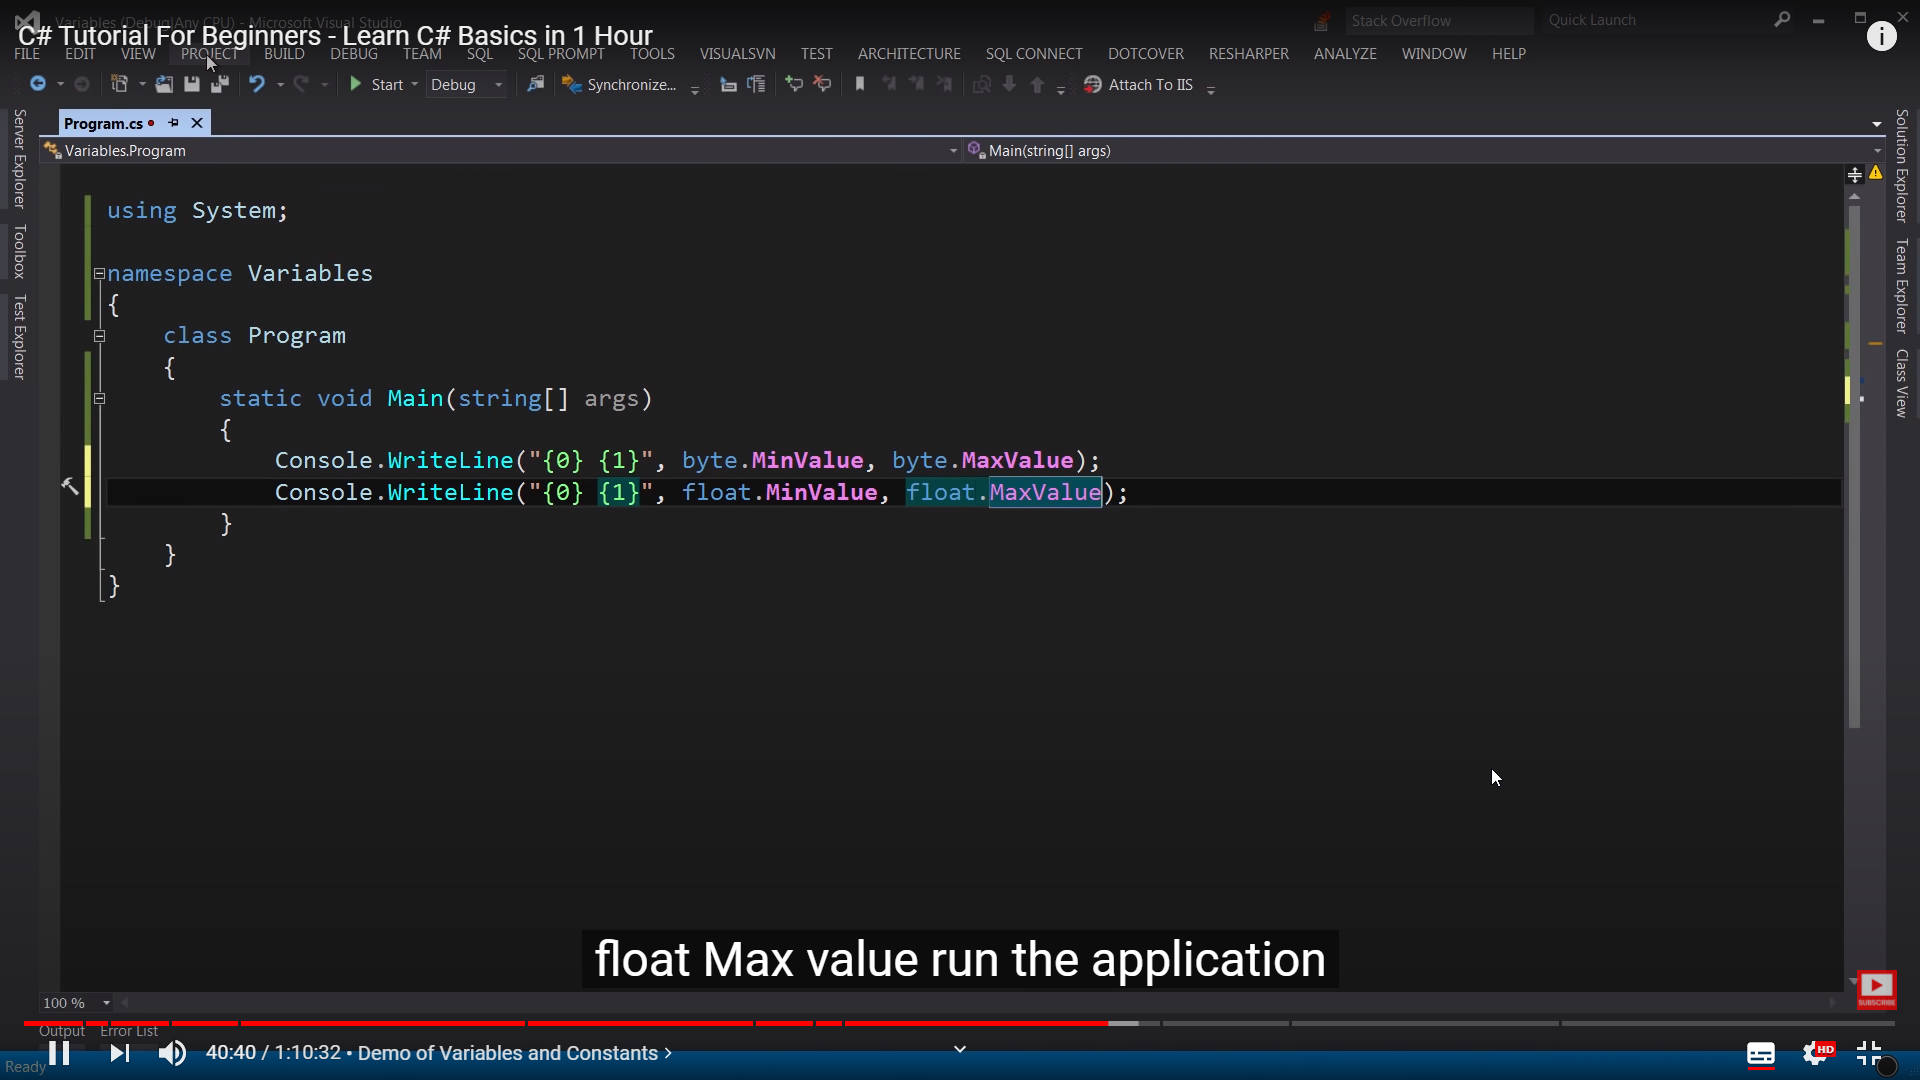 Variables (Debug|Any CPU) - Microsoft Visual Studio
C# Tutorial For Beginners - Learn C# Basics in 1 Hour
Stack Overflow
Quick Launch
FILE EDIT VIEW PROJECT BUILD DEBUG TEAM SQL SQL PROMPT TOOLS VISUALSVN TEST ARCHITECTURE SQL CONNECT DOTCOVER RESHARPER ANALYZE WINDOW HELP
Start Debug Synchronize... Attach To IIS
Program.cs
Variables.Program
Main(string[] args)
Server Explorer
Toolbox
Test Explorer
using System;
namespace Variables
{
class Program
{
static void Main(string[] args)
{
Console.WriteLine("{0} {1}", byte.MinValue, byte.MaxValue);
Console.WriteLine("{0} {1}", float.MinValue, float.MaxValue);
}
}
}
Solution Explorer
Team Explorer
Class View
float Max value run the application
SUBSCRIBE
100 %
Output Error List
40:40 / 1:10:32 • Demo of Variables and Constants >
HD
Ready